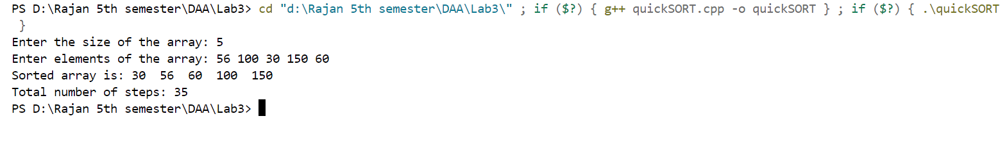 PS D:\Rajan 5th semester\DAA\Lab3> cd "d:\Rajan 5th semester\DAA\Lab3\" ; if ($?) { g++ quickSORT.cpp -o quickSORT } ; if ($?) { .\quickSORT
}
Enter the size of the array: 5
Enter elements of the array: 56 100 30 150 60
Sorted array is: 30  56  60  100  150
Total number of steps: 35
PS D:\Rajan 5th semester\DAA\Lab3>